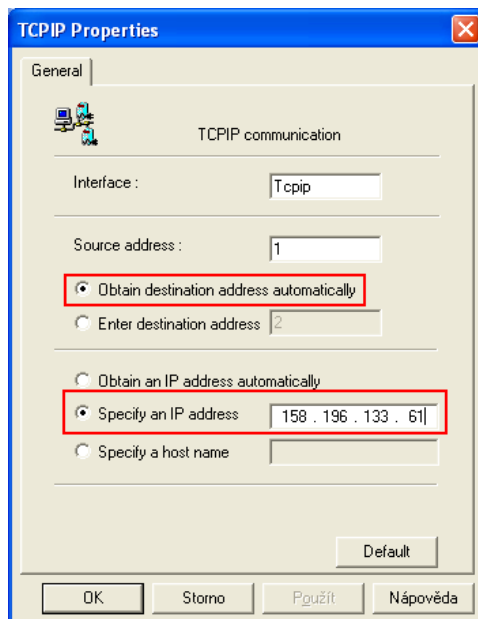 TCPIP Properties
General
TCPIP communication
Interface : Tcpip
Source address : 1
Obtain destination address automatically
Enter destination address 2
Obtain an IP address automatically
Specify an IP address 158 . 196 . 133 . 61
Specify a host name
Default
OK Storno Použít Nápověda